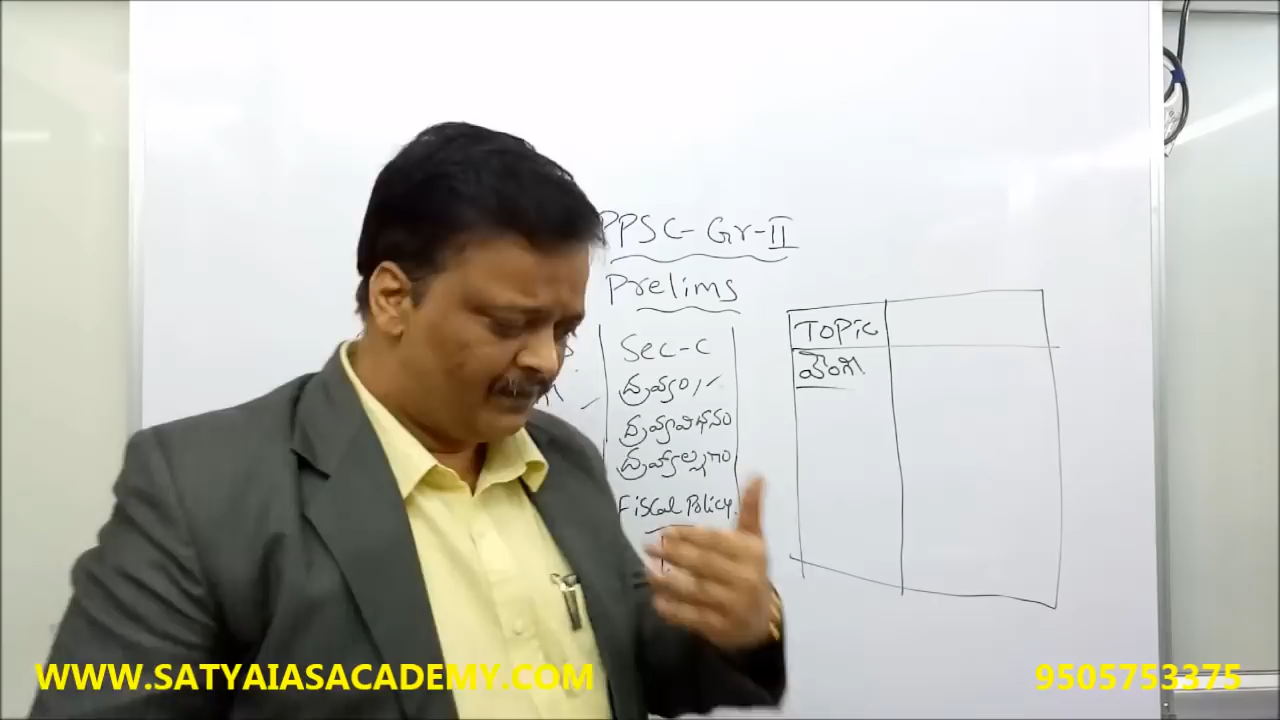 PPSC-Gr-II
Prelims
Sec-C
ద్రవ్యం
ద్రవ్యవిధానం
ద్రవ్యోల్బణం
Fiscal Policy
Topic
వేంగి
WWW.SATYAIASACADEMY.COM
9505753375